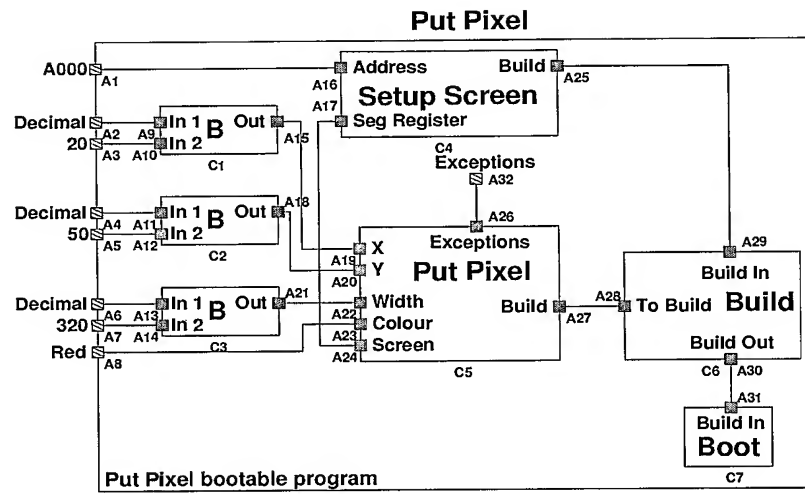 Put Pixel
A000
A1
A16
Address
Build
A25
Setup Screen
A17
Seg Register
C4
Decimal
A2
A9
In 1
B
Out
A15
20
A3
A10
In 2
C1
Exceptions
A32
Decimal
A4
A11
In 1
B
Out
A18
50
A5
A12
In 2
C2
A26
Exceptions
X
A19
Y
A20
Put Pixel
Width
A22
Colour
A23
Screen
A24
Build
A27
C5
Decimal
A6
A13
In 1
B
Out
A21
320
A7
A14
In 2
C3
Red
A8
A29
Build In
A28
To Build
Build
Build Out
C6
A30
A31
Build In
Boot
C7
Put Pixel bootable program